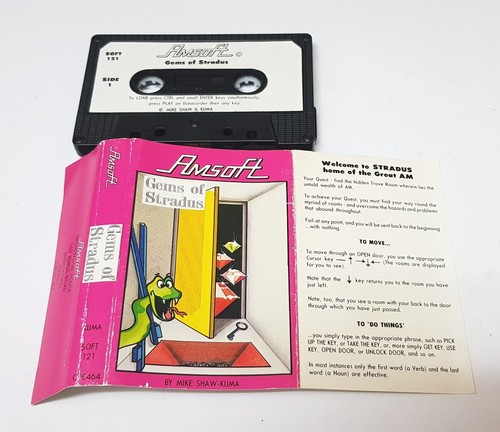 SOFT
121
AMSOFT ©
Gems of Stradus
SIDE
1
To LOAD press CTRL and small ENTER keys simultaneously.
press PLAY on Datacorder then any key
© MIKE SHAW & KUMA
Amsoft
Gems of
Stradus
Amsoft
KUMA
SOFT
121
CPC464
Amsoft
Gems of
Stradus
BY MIKE SHAW-KUMA
Welcome to STRADUS
home of the Great AM
Your Quest - find the hidden Trove Room wherein lies the
untold wealth of AM.
To achieve your Quest, you must find your way round the
myriad of rooms - and overcome the hazards and problems
that abound throughout.
Fail at any point, and you will be sent back to the beginning
...with nothing.
TO MOVE...
To move through an OPEN door, you use the appropriate
Cursor key → ↑ ← ↓ (The rooms are displayed
for you to see).
Note that the ↓ key returns you to the room you have
just left.
Note, too, that you see a room with your back to the door
through which you have just passed.
TO 'DO THINGS'
...you simply type in the appropriate phrase, such as PICK
UP THE KEY, or TAKE THE KEY, or, more simply GET KEY, USE
KEY, OPEN DOOR, or UNLOCK DOOR, and so on.
In most instances only the first word (a Verb) and the last
word (a Noun) are effective.